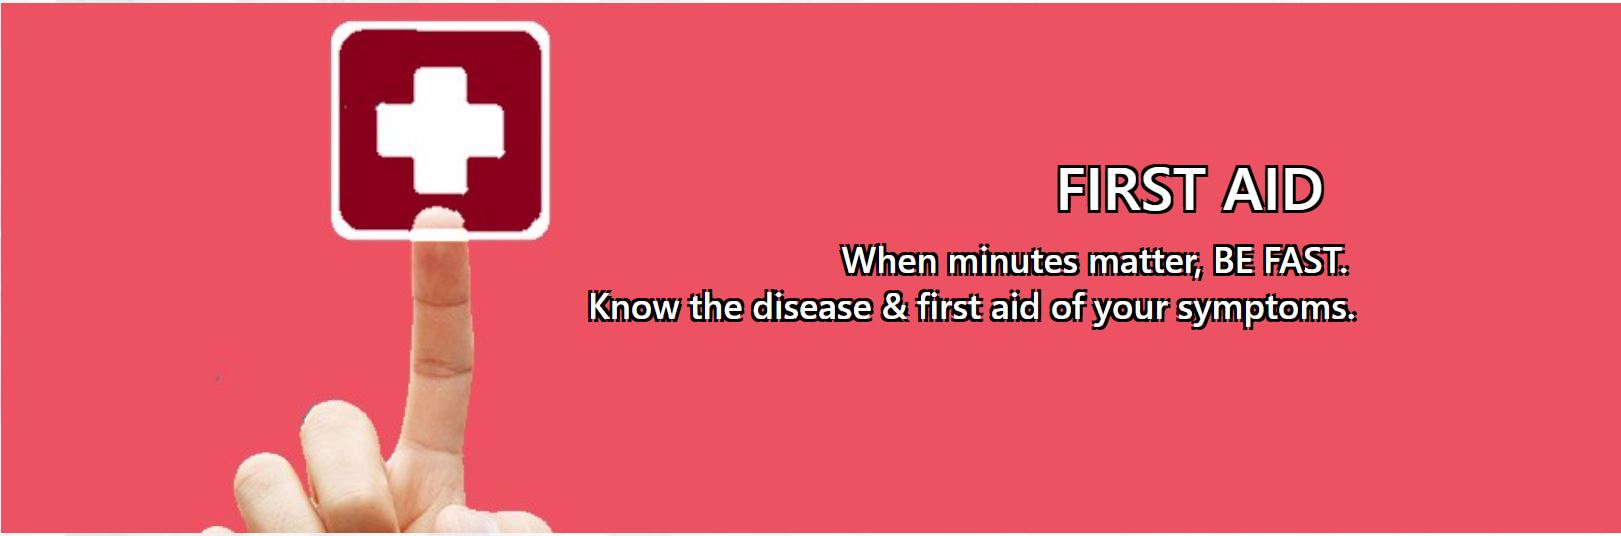 FIRST AID
When minutes matter, BE FAST.
Know the disease & first aid of your symptoms.